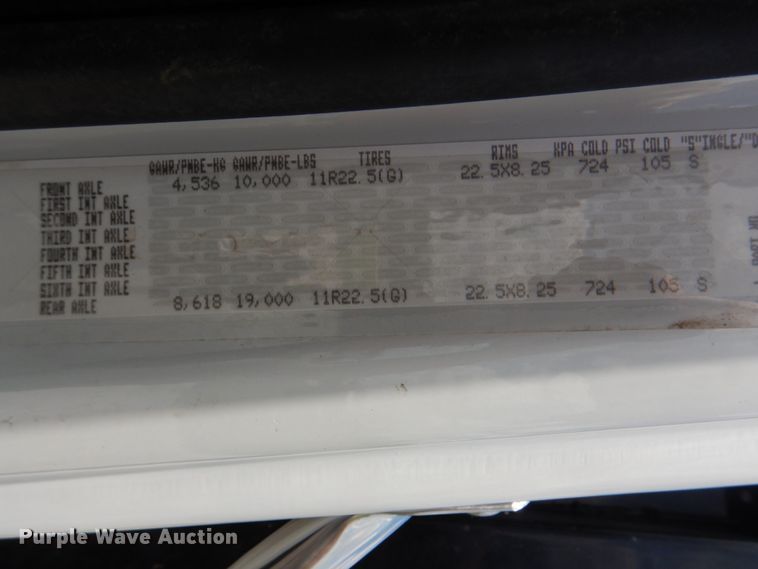 GAWR/PNBE-KG GAWR/PNBE-LBS TIRES RIMS KPA COLD PSI COLD "S"INGLE/"D
FRONT AXLE 4,536 10,000 11R22.5(G) 22.5X8.25 724 105 S
FIRST INT AXLE
SECOND INT AXLE
THIRD INT AXLE
FOURTH INT AXLE
FIFTH INT AXLE
SIXTH INT AXLE
REAR AXLE 8,618 19,000 11R22.5(G) 22.5X8.25 724 105 S
PART NO
Purple Wave Auction